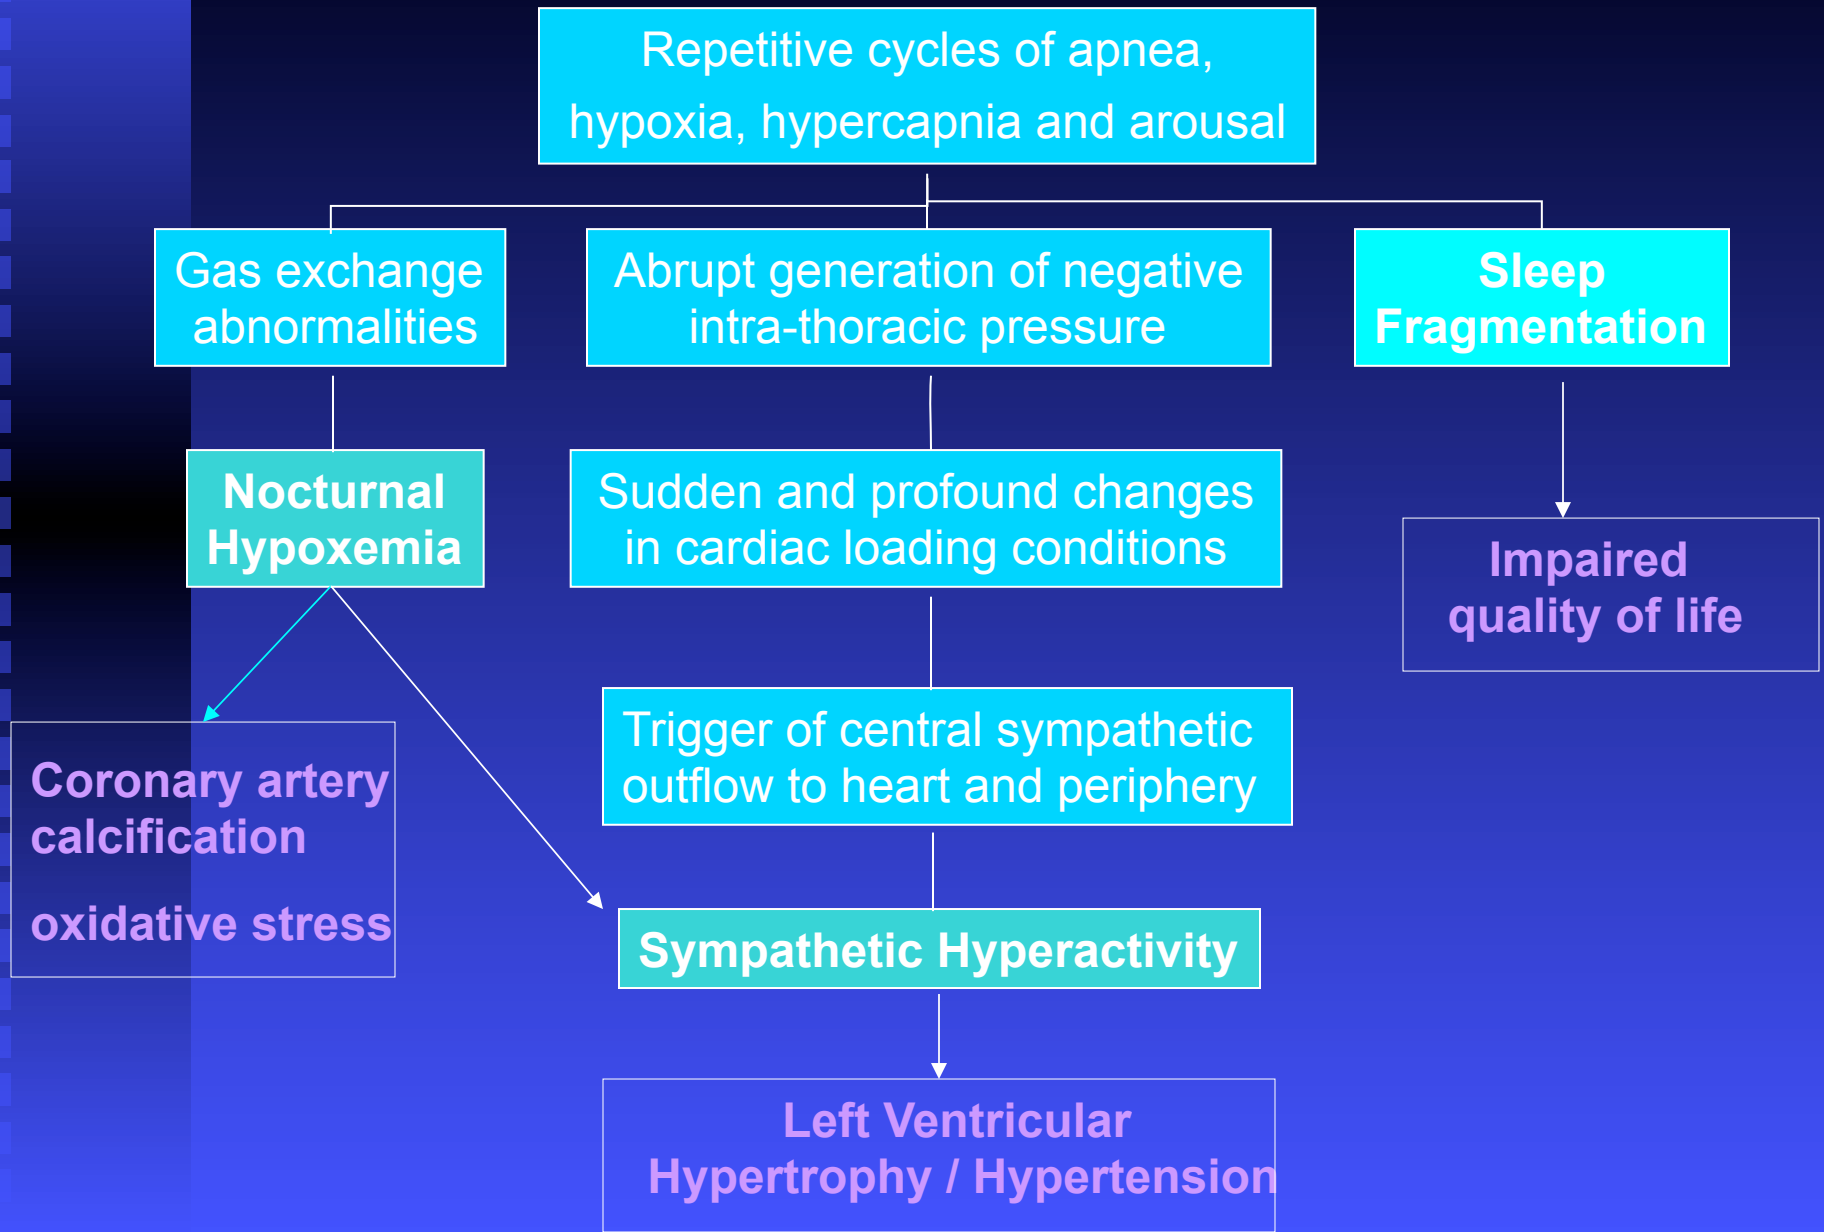 Repetitive cycles of apnea,
hypoxia, hypercapnia and arousal
Gas exchange
abnormalities
Abrupt generation of negative
intra-thoracic pressure
Sleep
Fragmentation
Nocturnal
Hypoxemia
Sudden and profound changes
in cardiac loading conditions
Impaired
quality of life
Trigger of central sympathetic
outflow to heart and periphery
Coronary artery
calcification
oxidative stress
Sympathetic Hyperactivity
Left Ventricular
Hypertrophy / Hypertension